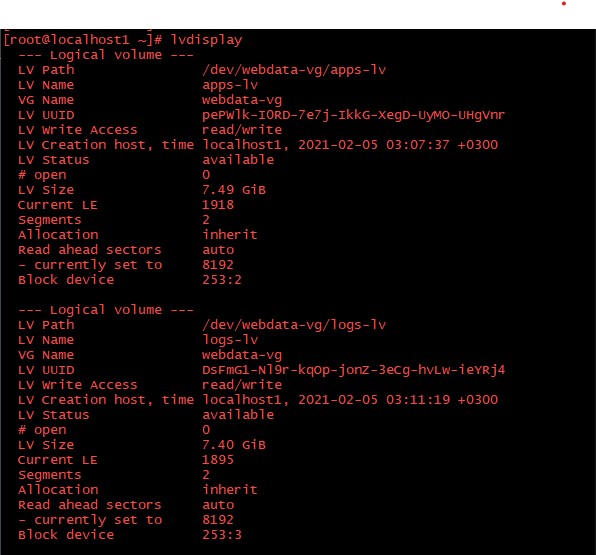 [root@localhost1 ~]# lvdisplay
--- Logical volume ---
LV Path /dev/webdata-vg/apps-lv
LV Name apps-lv
VG Name webdata-vg
LV UUID pePWlk-IORD-7e7j-IkkG-XegD-UyMO-UHgVnr
LV Write Access read/write
LV Creation host, time localhost1, 2021-02-05 03:07:37 +0300
LV Status available
# open 0
LV Size 7.49 GiB
Current LE 1918
Segments 2
Allocation inherit
Read ahead sectors auto
- currently set to 8192
Block device 253:2
--- Logical volume ---
LV Path /dev/webdata-vg/logs-lv
LV Name logs-lv
VG Name webdata-vg
LV UUID DsFmG1-Nl9r-kqOp-jonZ-3eCg-hvLw-ieYRj4
LV Write Access read/write
LV Creation host, time localhost1, 2021-02-05 03:11:19 +0300
LV Status available
# open 0
LV Size 7.40 GiB
Current LE 1895
Segments 2
Allocation inherit
Read ahead sectors auto
- currently set to 8192
Block device 253:3